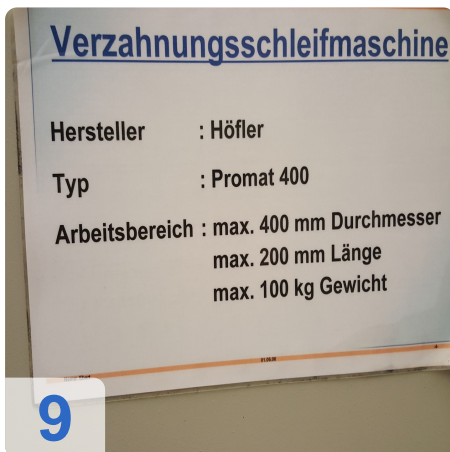 Verzahnungsschleifmaschine
Hersteller : Höfler
Typ : Promat 400
Arbeitsbereich : max. 400 mm Durchmesser
max. 200 mm Länge
max. 100 kg Gewicht
9